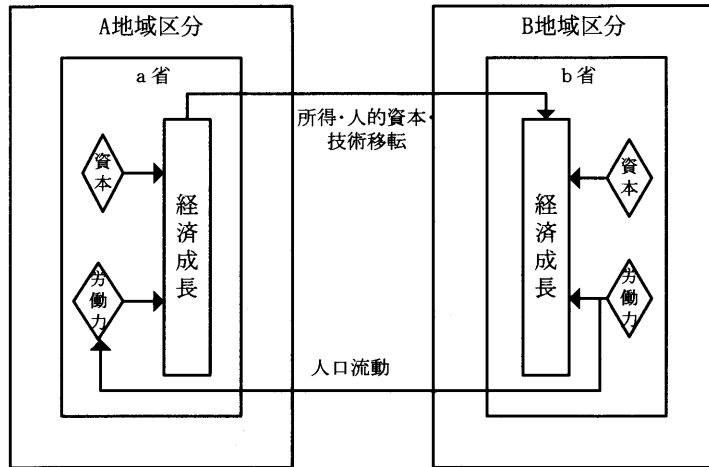 A地域区分
B地域区分
a省
b省
所得・人的資本・
技術移転
資本
経済成長
労働力
経済成長
資本
労働力
人口流動